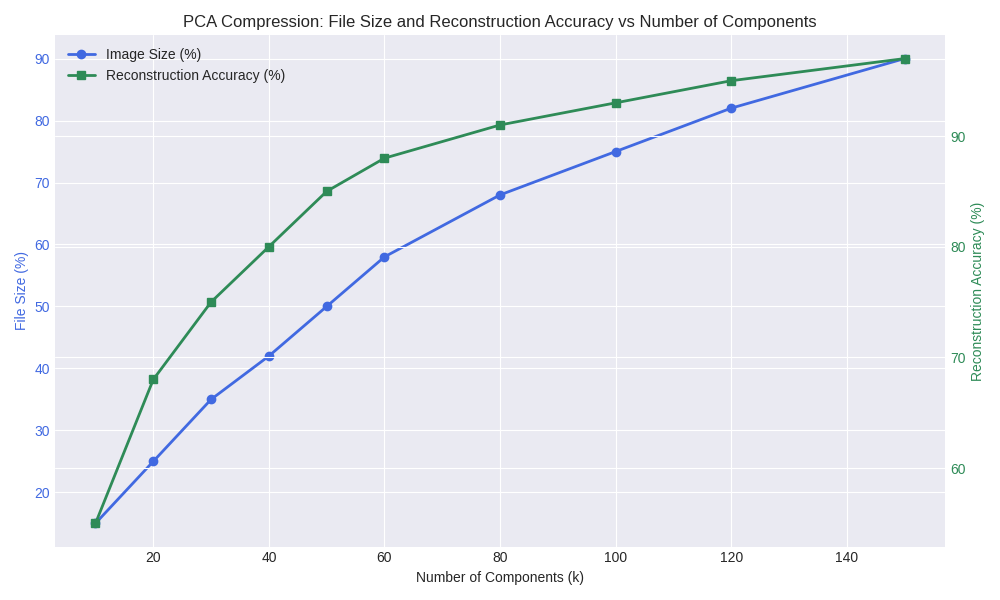 PCA Compression: File Size and Reconstruction Accuracy vs Number of Components
Image Size (%)
Reconstruction Accuracy (%)
File Size (%)
90
80
70
60
50
40
30
20
90
80
70
60
Reconstruction Accuracy (%)
20 40 60 80 100 120 140
Number of Components (k)